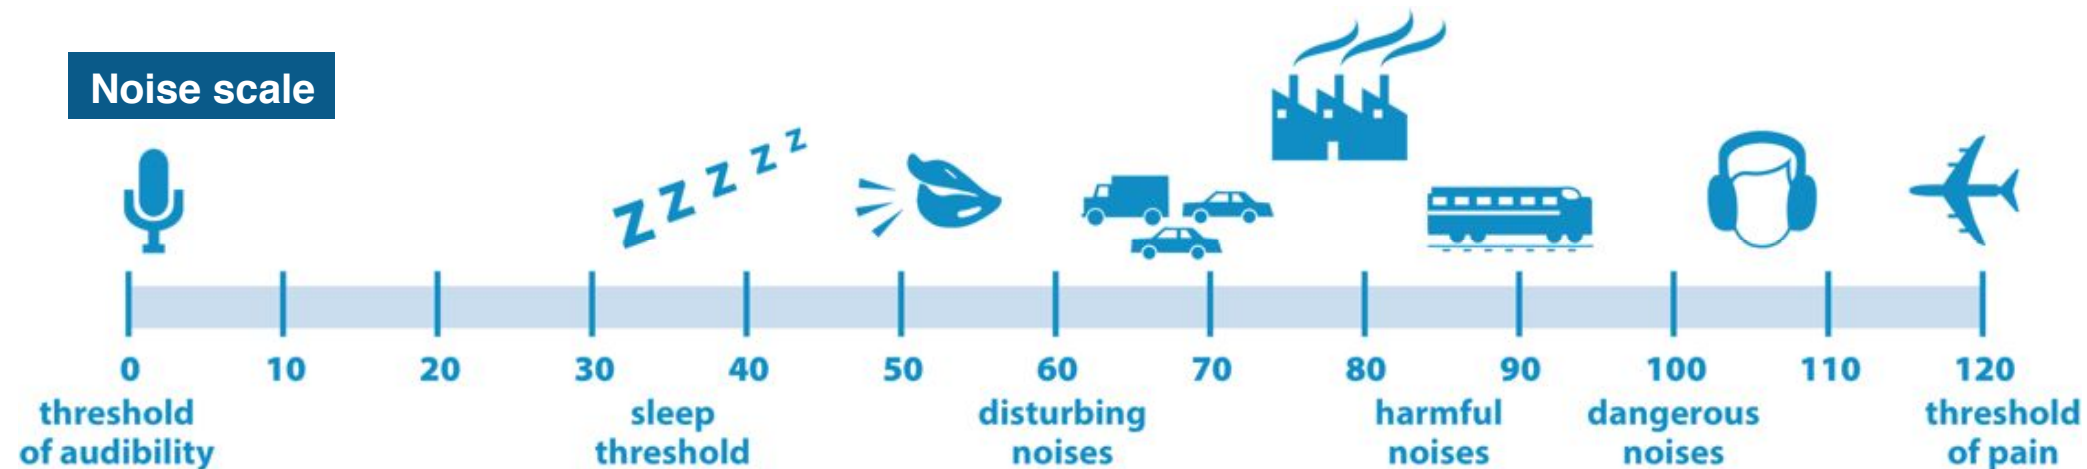 Noise scale
Z Z Z Z Z
0 10 20 30 40 50 60 70 80 90 100 110 120
threshold sleep disturbing harmful dangerous threshold
of audibility threshold noises noises noises of pain